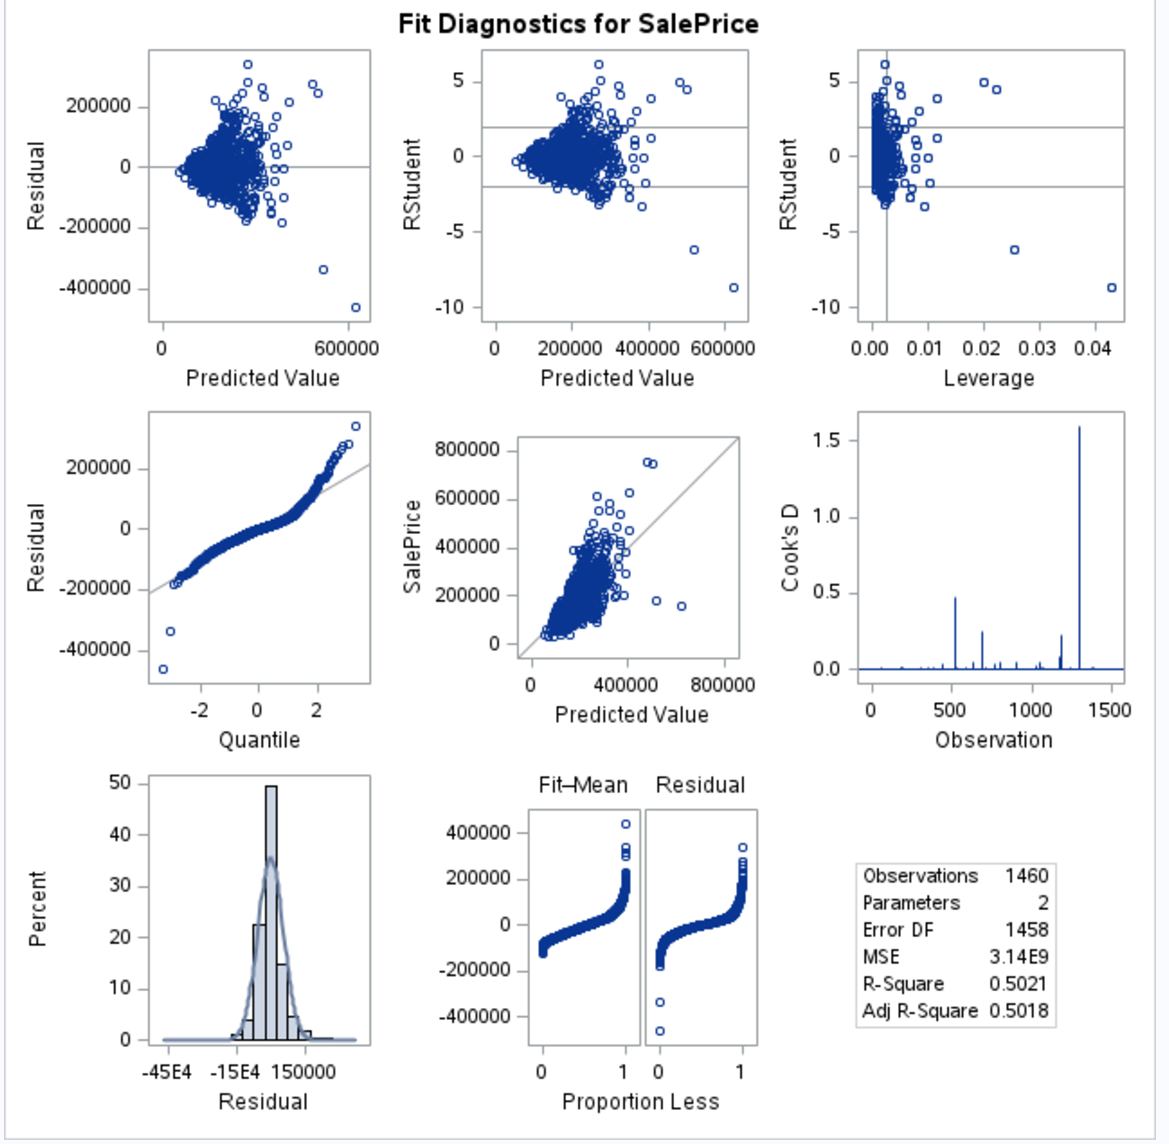 Fit Diagnostics for SalePrice
Residual
200000
0
-200000
-400000
0
600000
Predicted Value
RStudent
5
0
-5
-10
0
200000
400000
600000
Predicted Value
RStudent
5
0
-5
-10
0.00
0.01
0.02
0.03
0.04
Leverage
Residual
200000
0
-200000
-400000
-2
0
2
Quantile
SalePrice
800000
600000
400000
200000
0
0
400000
800000
Predicted Value
Cook's D
1.5
1.0
0.5
0.0
0
500
1000
1500
Observation
Percent
50
40
30
20
10
0
-45E4
-15E4
150000
Residual
Fit–Mean
Residual
400000
200000
0
-200000
-400000
0
1
0
1
Proportion Less
Observations 1460
Parameters 2
Error DF 1458
MSE 3.14E9
R-Square 0.5021
Adj R-Square 0.5018